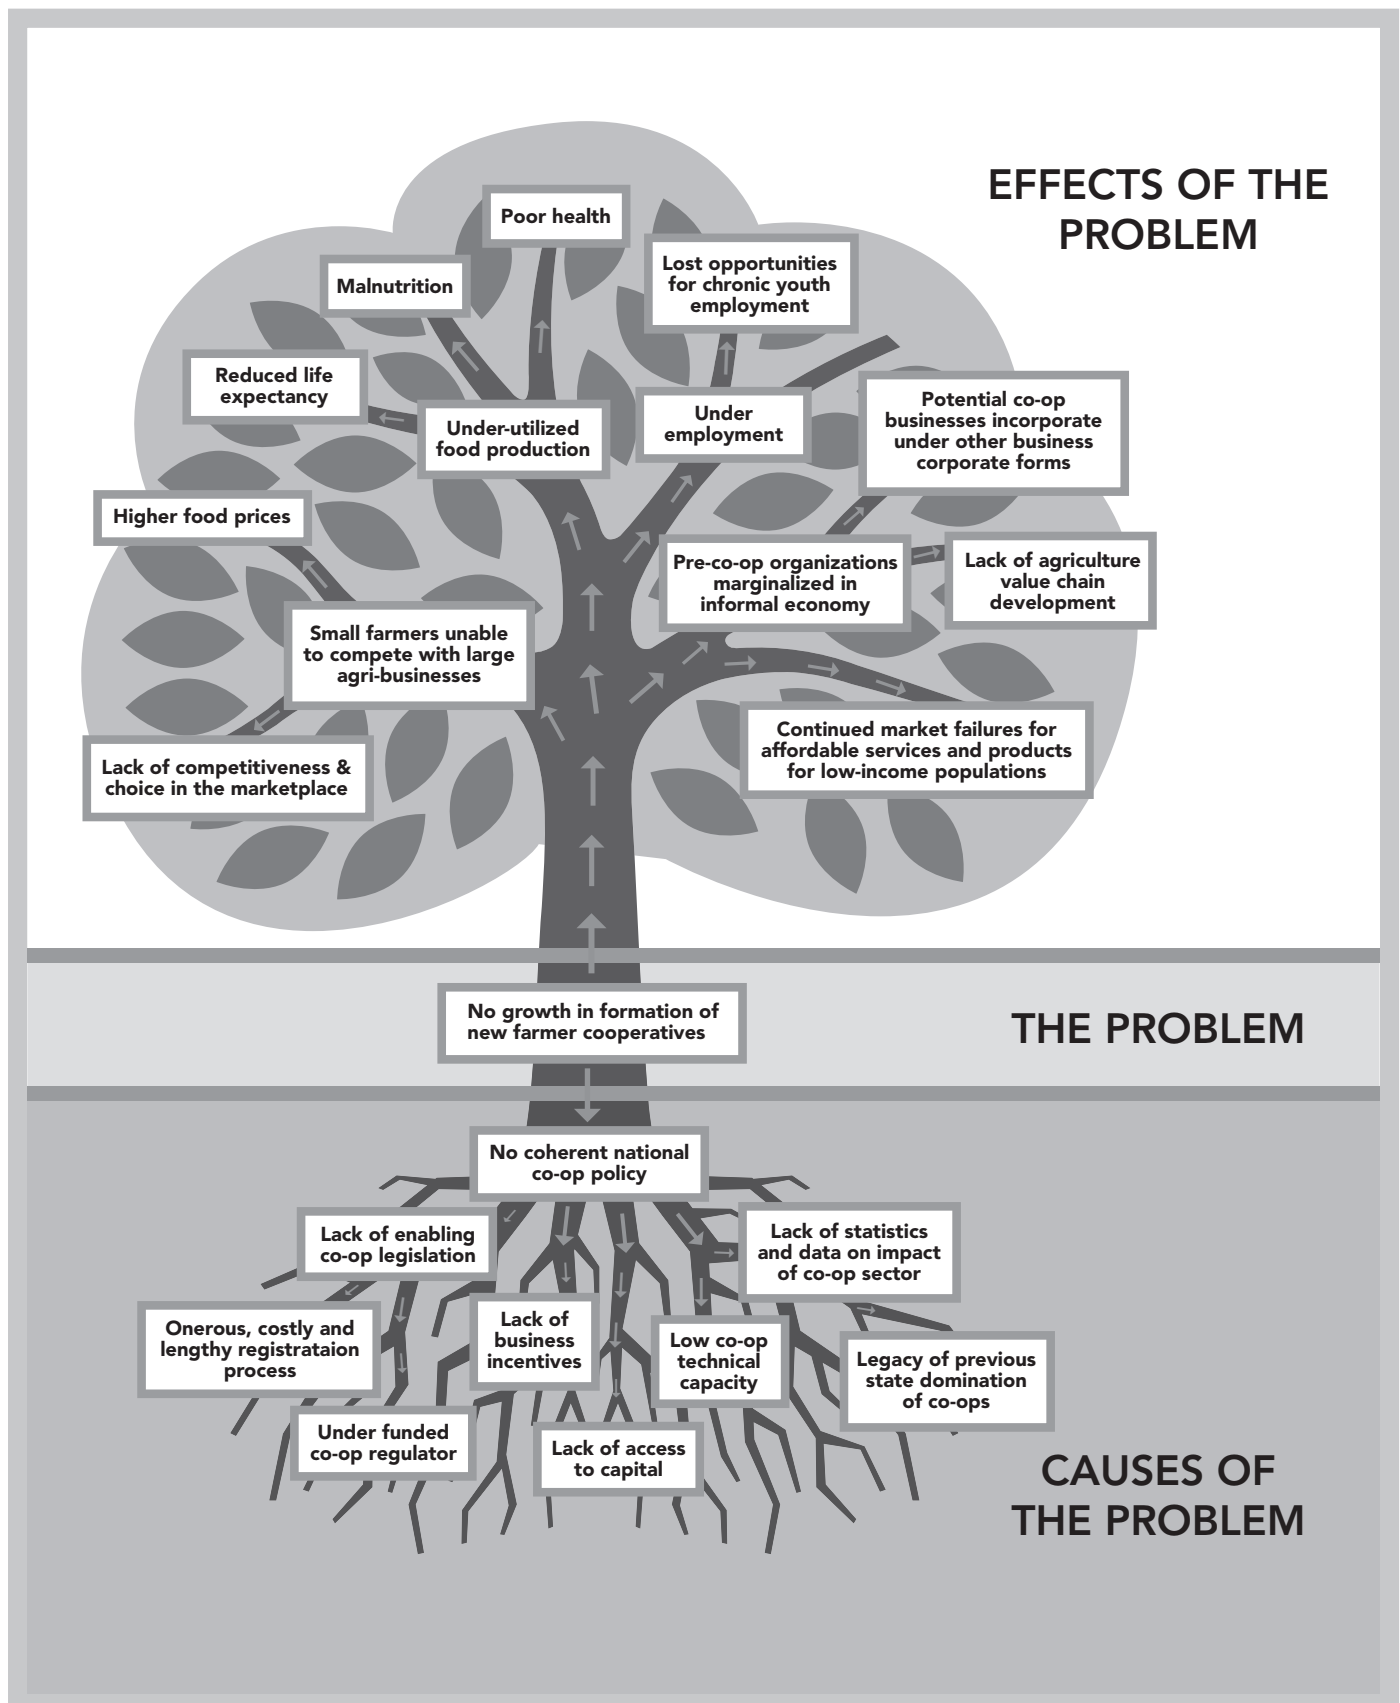 EFFECTS OF THE
PROBLEM
Poor health
Lost opportunities
for chronic youth
employment
Malnutrition
Reduced life
expectancy
Under-utilized
food production
Under
employment
Potential co-op
businesses incorporate
under other business
corporate forms
Higher food prices
Pre-co-op organizations
marginalized in
informal economy
Lack of agriculture
value chain
development
Small farmers unable
to compete with large
agri-businesses
Continued market failures for
affordable services and products
for low-income populations
Lack of competitiveness &
choice in the marketplace
No growth in formation of
new farmer cooperatives
THE PROBLEM
No coherent national
co-op policy
Lack of enabling
co-op legislation
Lack of statistics
and data on impact
of co-op sector
Onerous, costly and
lengthy registrataion
process
Lack of
business
incentives
Low co-op
technical
capacity
Legacy of previous
state domination
of co-ops
Under funded
co-op regulator
Lack of access
to capital
CAUSES OF
THE PROBLEM